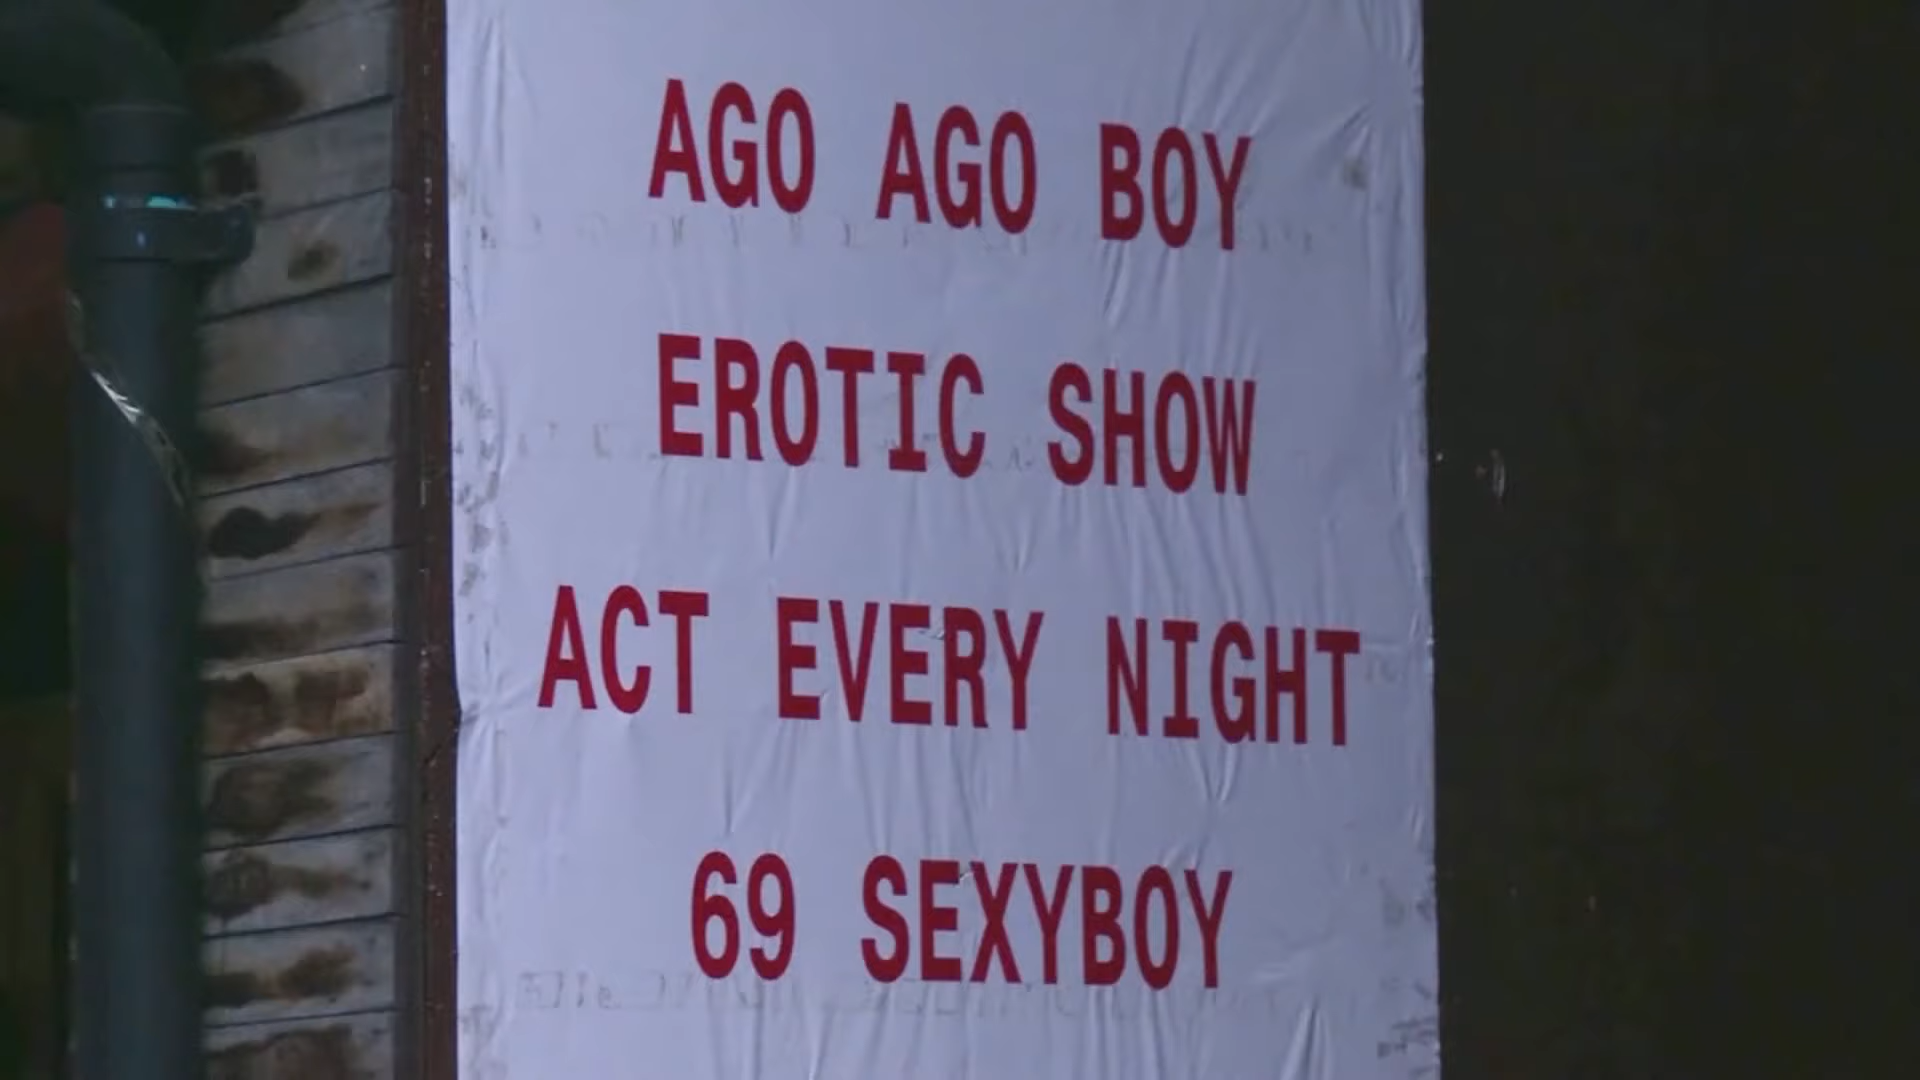 AGO AGO BOY
EROTIC SHOW
ACT EVERY NIGHT
69 SEXYBOY